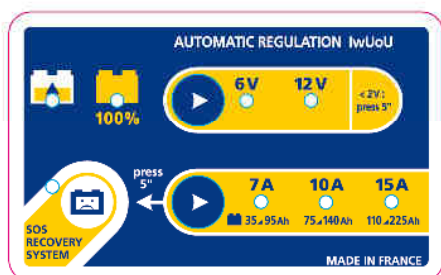 AUTOMATIC REGULATION IwUoU
6V 12V
< 2V :
press 5"
100%
press
5"
7A 10A 15A
35 ◢ 95Ah 75 ◢ 140Ah 110 ◢ 225Ah
SOS
RECOVERY
SYSTEM
MADE IN FRANCE